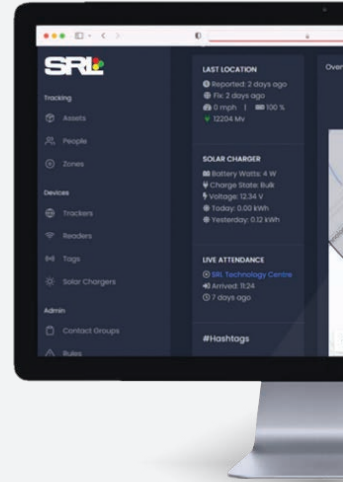 SRL
Tracking
Assets
People
Zones
Devices
Trackers
Readers
Tags
Solar Chargers
Admin
Contact Groups
Rules
LAST LOCATION
Reported: 2 days ago
Fix: 2 days ago
0 mph | 100 %
12204 Mv
SOLAR CHARGER
Battery Watts: 4 W
Charge State: Bulk
Voltage: 12.34 V
Today: 0.00 kWh
Yesterday: 0.12 kWh
LIVE ATTENDANCE
SRL Technology Centre
Arrived: 11:24
7 days ago
#Hashtags
Over